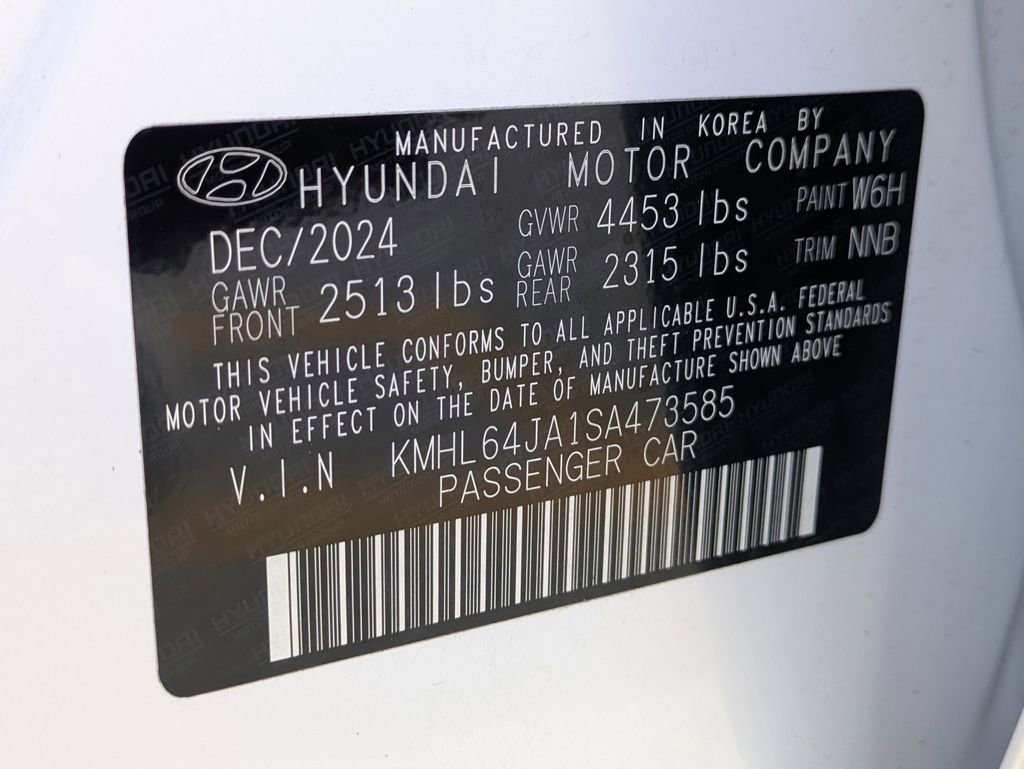 MANUFACTURED IN KOREA BY
HYUNDAI MOTOR COMPANY
DEC/2024 GVWR 4453 lbs PAINT W6H
GAWR FRONT 2513 lbs GAWR REAR 2315 lbs TRIM NNB
THIS VEHICLE CONFORMS TO ALL APPLICABLE U.S.A. FEDERAL
MOTOR VEHICLE SAFETY, BUMPER, AND THEFT PREVENTION STANDARDS
IN EFFECT ON THE DATE OF MANUFACTURE SHOWN ABOVE
V.I.N KMHL64JA1SA473585
PASSENGER CAR